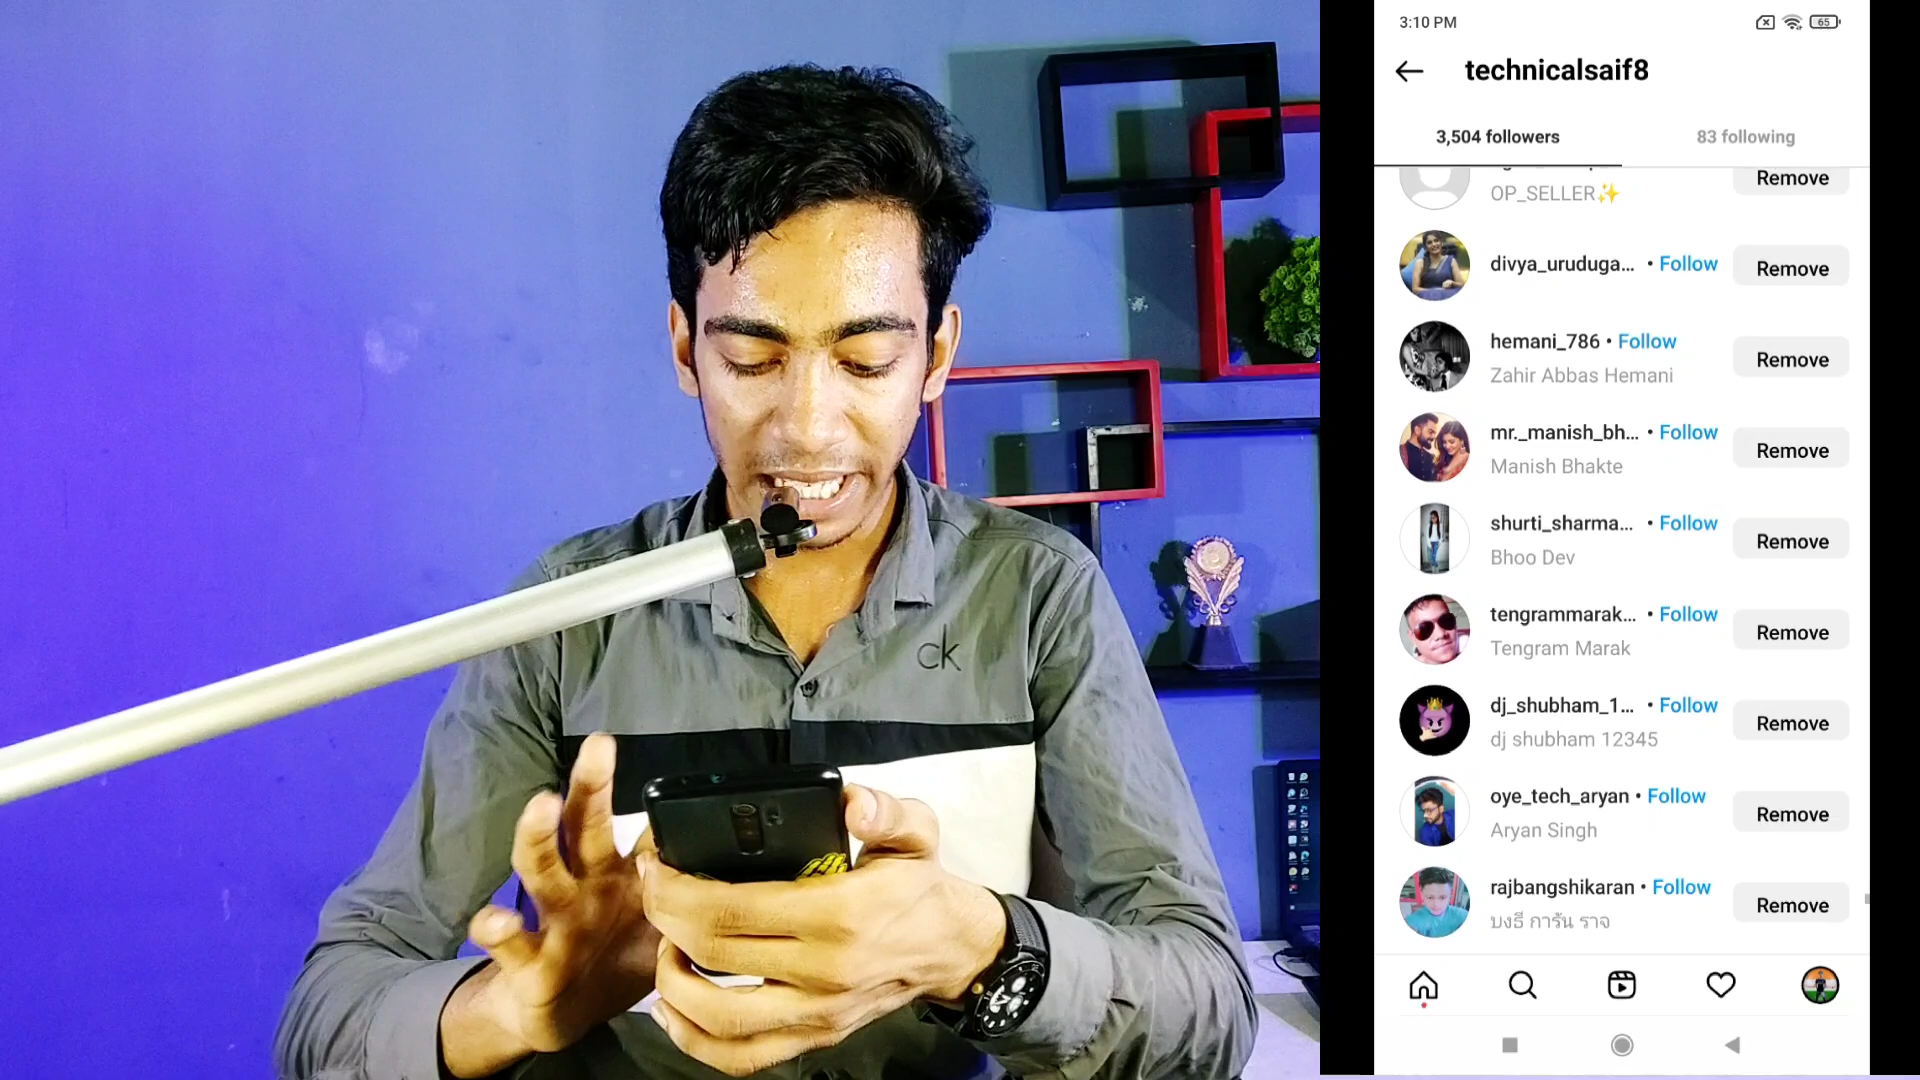 ck
3:10 PM
65
technicalsaif8
3,504 followers
83 following
OP_SELLER✨
Remove
divya_uruduga... • Follow
Remove
hemani_786 • Follow
Zahir Abbas Hemani
Remove
mr._manish_bh... • Follow
Manish Bhakte
Remove
shurti_sharma... • Follow
Bhoo Dev
Remove
tengrammarak... • Follow
Tengram Marak
Remove
dj_shubham_1... • Follow
dj shubham 12345
Remove
oye_tech_aryan • Follow
Aryan Singh
Remove
rajbangshikaran • Follow
บงธี การัน ราจ
Remove